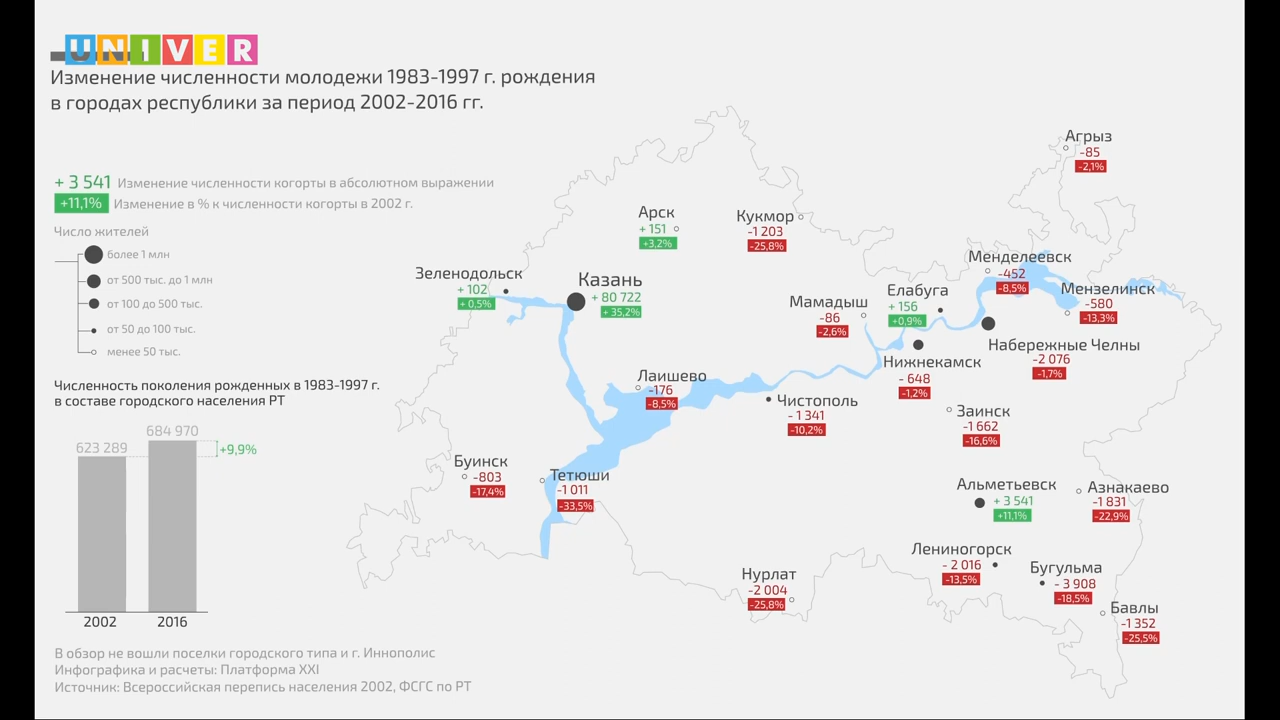 UNIVER
Изменение численности молодежи 1983-1997 г. рождения
в городах республики за период 2002-2016 гг.
+ 3 541 Изменение численности когорты в абсолютном выражении
+11,1% Изменение в % к численности когорты в 2002 г.
Число жителей
более 1 млн
от 500 тыс. до 1 млн
от 100 до 500 тыс.
от 50 до 100 тыс.
менее 50 тыс.
Численность поколения рожденных в 1983-1997 г.
в составе городского населения РТ
684 970
623 289
+9,9%
2002
2016
В обзор не вошли поселки городского типа и г. Иннополис
Инфографика и расчеты: Платформа XXI
Источник: Всероссийская перепись населения 2002, ФСГС по РТ
Агрыз
-85
-2,1%
Арск
+ 151
+3,2%
Кукмор
-1 203
-25,8%
Зеленодольск
+ 102
+ 0,5%
Казань
+ 80 722
+ 35,2%
Менделеевск
-452
-8,5%
Мензелинск
-580
-13,3%
Мамадыш
-86
-2,6%
Елабуга
+ 156
+0,9%
Набережные Челны
-2 076
-1,7%
Нижнекамск
- 648
-1,2%
Лаишево
-176
-8,5%
Чистополь
- 1 341
-10,2%
Заинск
-1 662
-16,6%
Буинск
-803
-17,4%
Тетюши
-1 011
-33,5%
Альметьевск
+ 3 541
+11,1%
Азнакаево
-1 831
-22,9%
Лениногорск
- 2 016
-13,5%
Бугульма
- 3 908
-18,5%
Нурлат
-2 004
-25,8%
Бавлы
-1 352
-25,5%